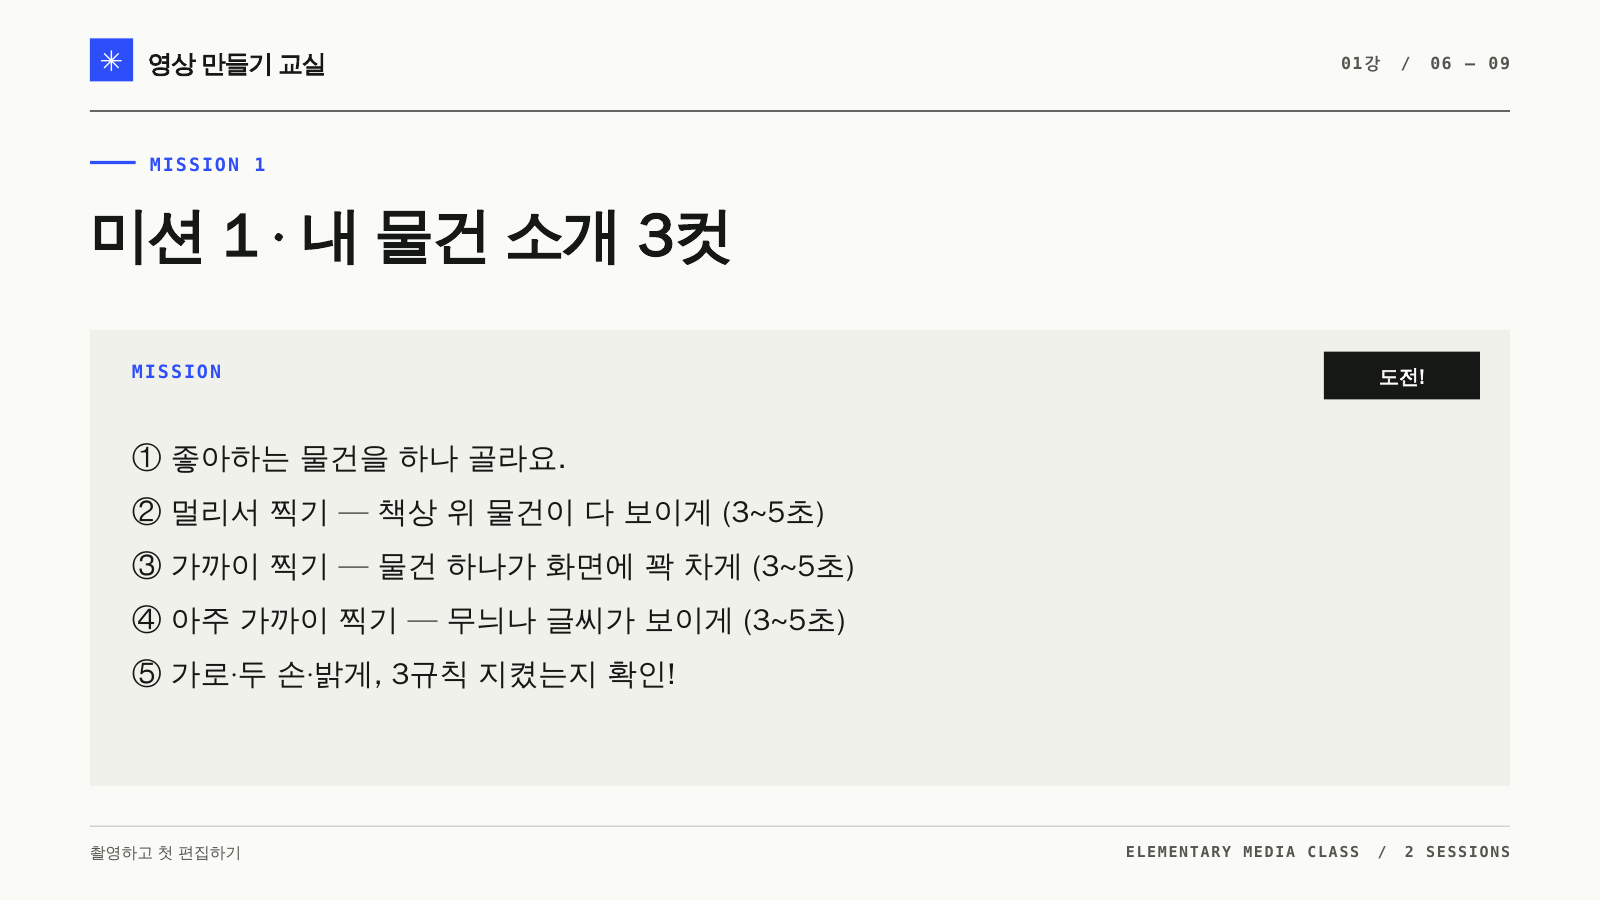 ✳ 영상 만들기 교실
01강 / 06 — 09
MISSION 1
미션 1 · 내 물건 소개 3컷
MISSION
도전!
① 좋아하는 물건을 하나 골라요.
② 멀리서 찍기 — 책상 위 물건이 다 보이게 (3~5초)
③ 가까이 찍기 — 물건 하나가 화면에 꽉 차게 (3~5초)
④ 아주 가까이 찍기 — 무늬나 글씨가 보이게 (3~5초)
⑤ 가로·두 손·밝게, 3규칙 지켰는지 확인!
촬영하고 첫 편집하기
ELEMENTARY MEDIA CLASS / 2 SESSIONS